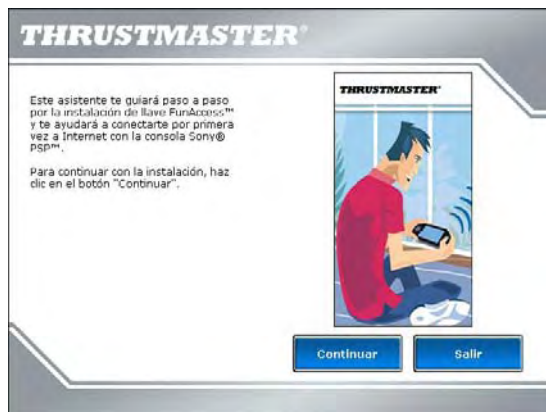 THRUSTMASTER®
Este asistente te guiará paso a paso
por la instalación de llave FunAccess™
y te ayudará a conectarte por primera
vez a Internet con la consola Sony®
PSP™.
Para continuar con la instalación, haz
clic en el botón "Continuar".
THRUSTMASTER®
Continuar
Salir